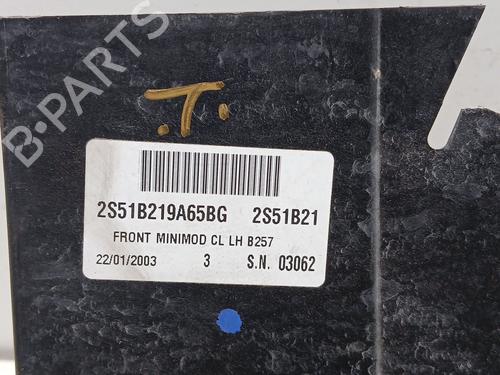 B-PARTS
.T.
2S51B219A65BG 2S51B21
FRONT MINIMOD CL LH B257
22/01/2003 3 S.N. 03062